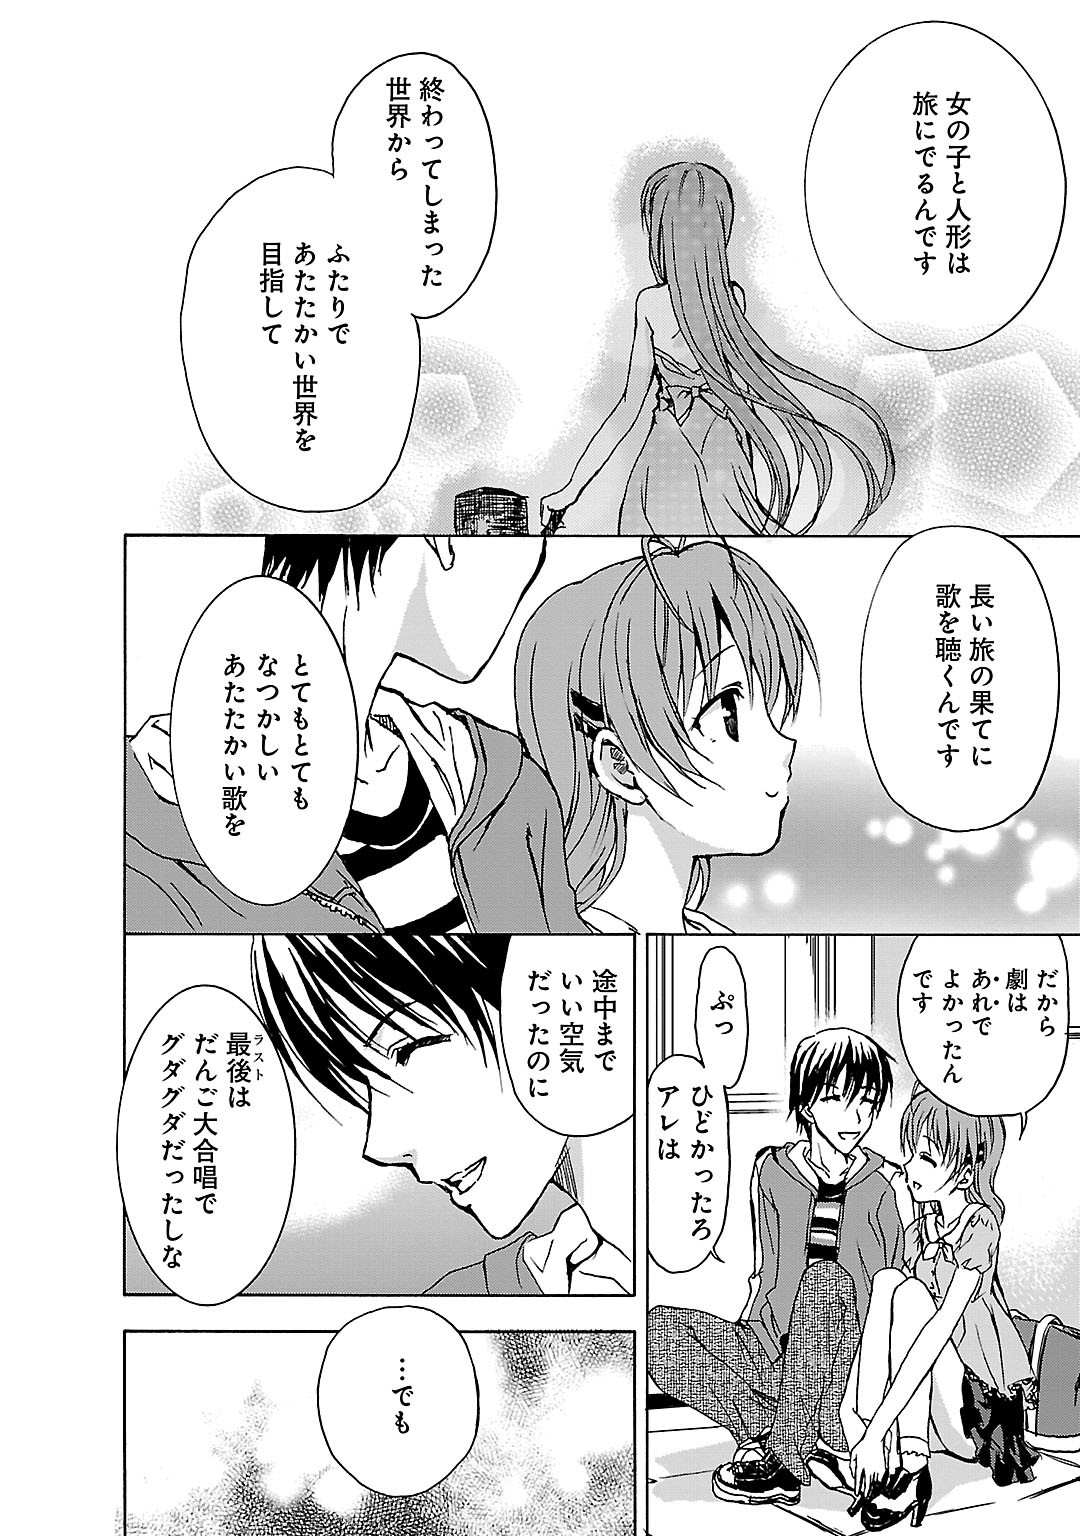 女の子と人形は
旅にでるんです
終わってしまった
世界から
ふたりで
あたたかい世界を
目指して
長い旅の果てに
歌を聴くんです
とてもとても
なつかしい
あたたかい歌を
だから
劇は
あれで
よかったん
です
ぷっ
ひどかったろ
アレは
途中まで
いい空気
だったのに
最後は
ラスト
だんご大合唱で
グダグダだったしな
…でも